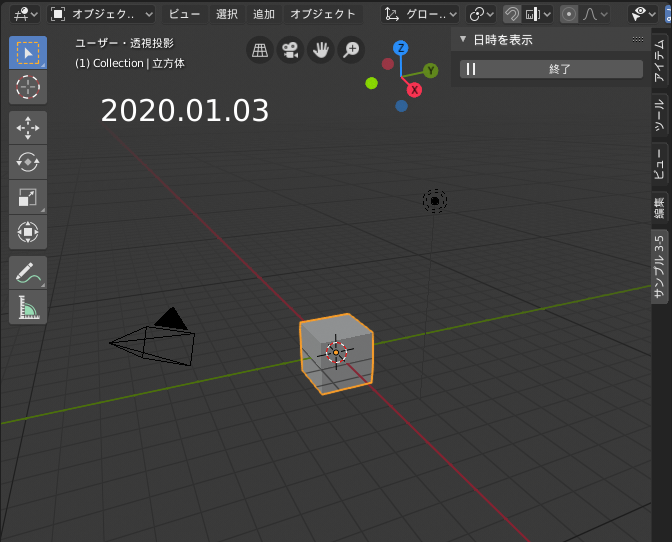 オブジェク.. ビュー 選択 追加 オブジェクト グロー..
ユーザー・透視投影
(1) Collection | 立方体
2020.01.03
Z
Y
X
日時を表示
終了
アイテム
ツール
ビュー
編集
サンプル 3-5